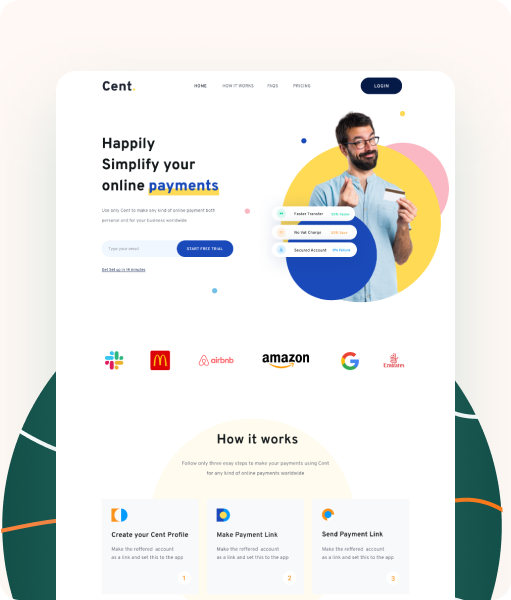 Cent.
HOME HOW IT WORKS FAQS PRICING
LOGIN
Happily
Simplify your
online payments
Use only Cent to make any kind of online payment both
personal and for your business worldwide
Type your email
START FREE TRIAL
Get Set up in 15 minutes
Faster Transfer
No Vat Charge
Secured Account
airbnb
amazon
Emirates
How it works
Follow only three easy steps to make your payments using Cent
for any kind of online payments worldwide
Create your Cent Profile
Make the reffered account
as a link and set this to the app
1
Make Payment Link
Make the reffered account
as a link and set this to the app
2
Send Payment Link
Make the reffered account
as a link and set this to the app
3